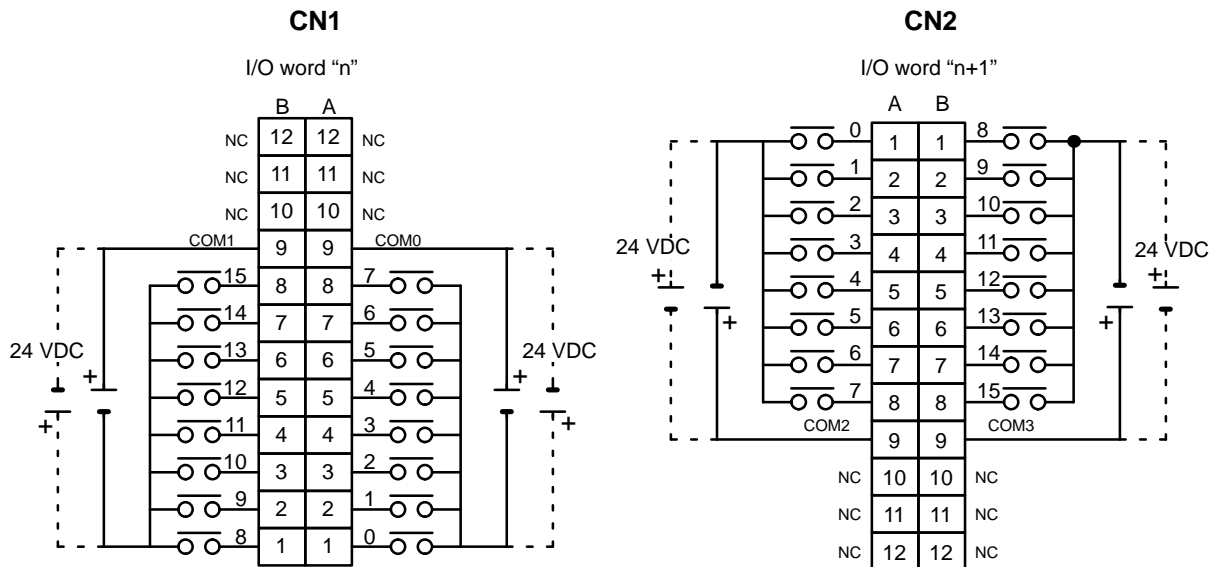 CN1
I/O word “n”
B A
NC 12 12 NC
NC 11 11 NC
NC 10 10 NC
COM1 9 9 COM0
15 8 8 7
14 7 7 6
13 6 6 5
12 5 5 4
11 4 4 3
10 3 3 2
9 2 2 1
8 1 1 0
24 VDC
+
+
24 VDC
+
+
CN2
I/O word “n+1”
A B
0 1 1 8
1 2 2 9
2 3 3 10
3 4 4 11
4 5 5 12
5 6 6 13
6 7 7 14
7 8 8 15
COM2 9 9 COM3
NC 10 10 NC
NC 11 11 NC
NC 12 12 NC
24 VDC
+
+
24 VDC
+
+